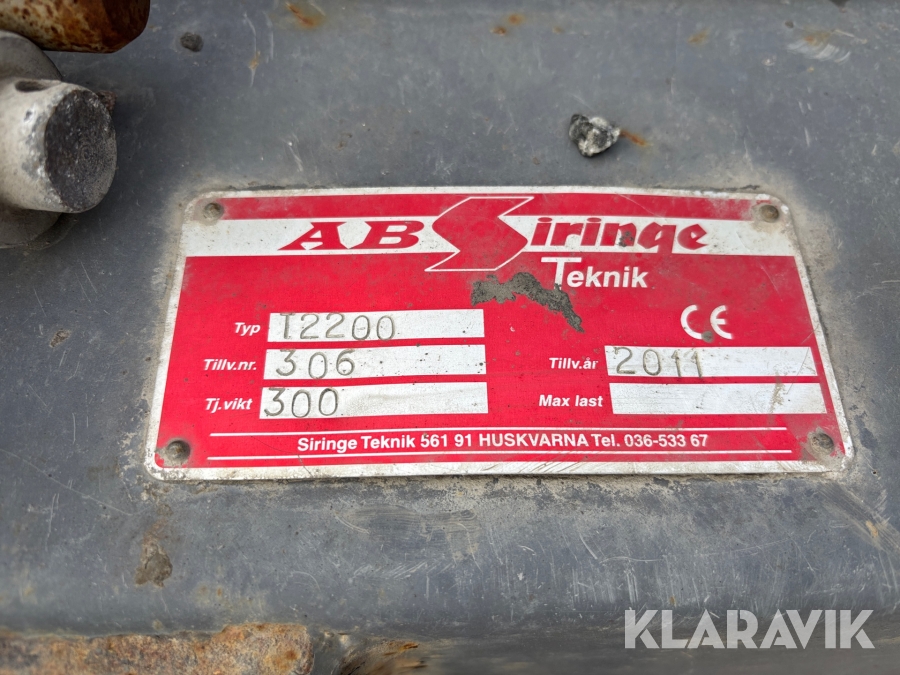 AB Siringe
Teknik
CE
Typ T2200
Tillv.nr. 306 Tillv.år 2011
Tj.vikt 300 Max last
Siringe Teknik 561 91 HUSKVARNA Tel. 036-533 67
KLARAVIK